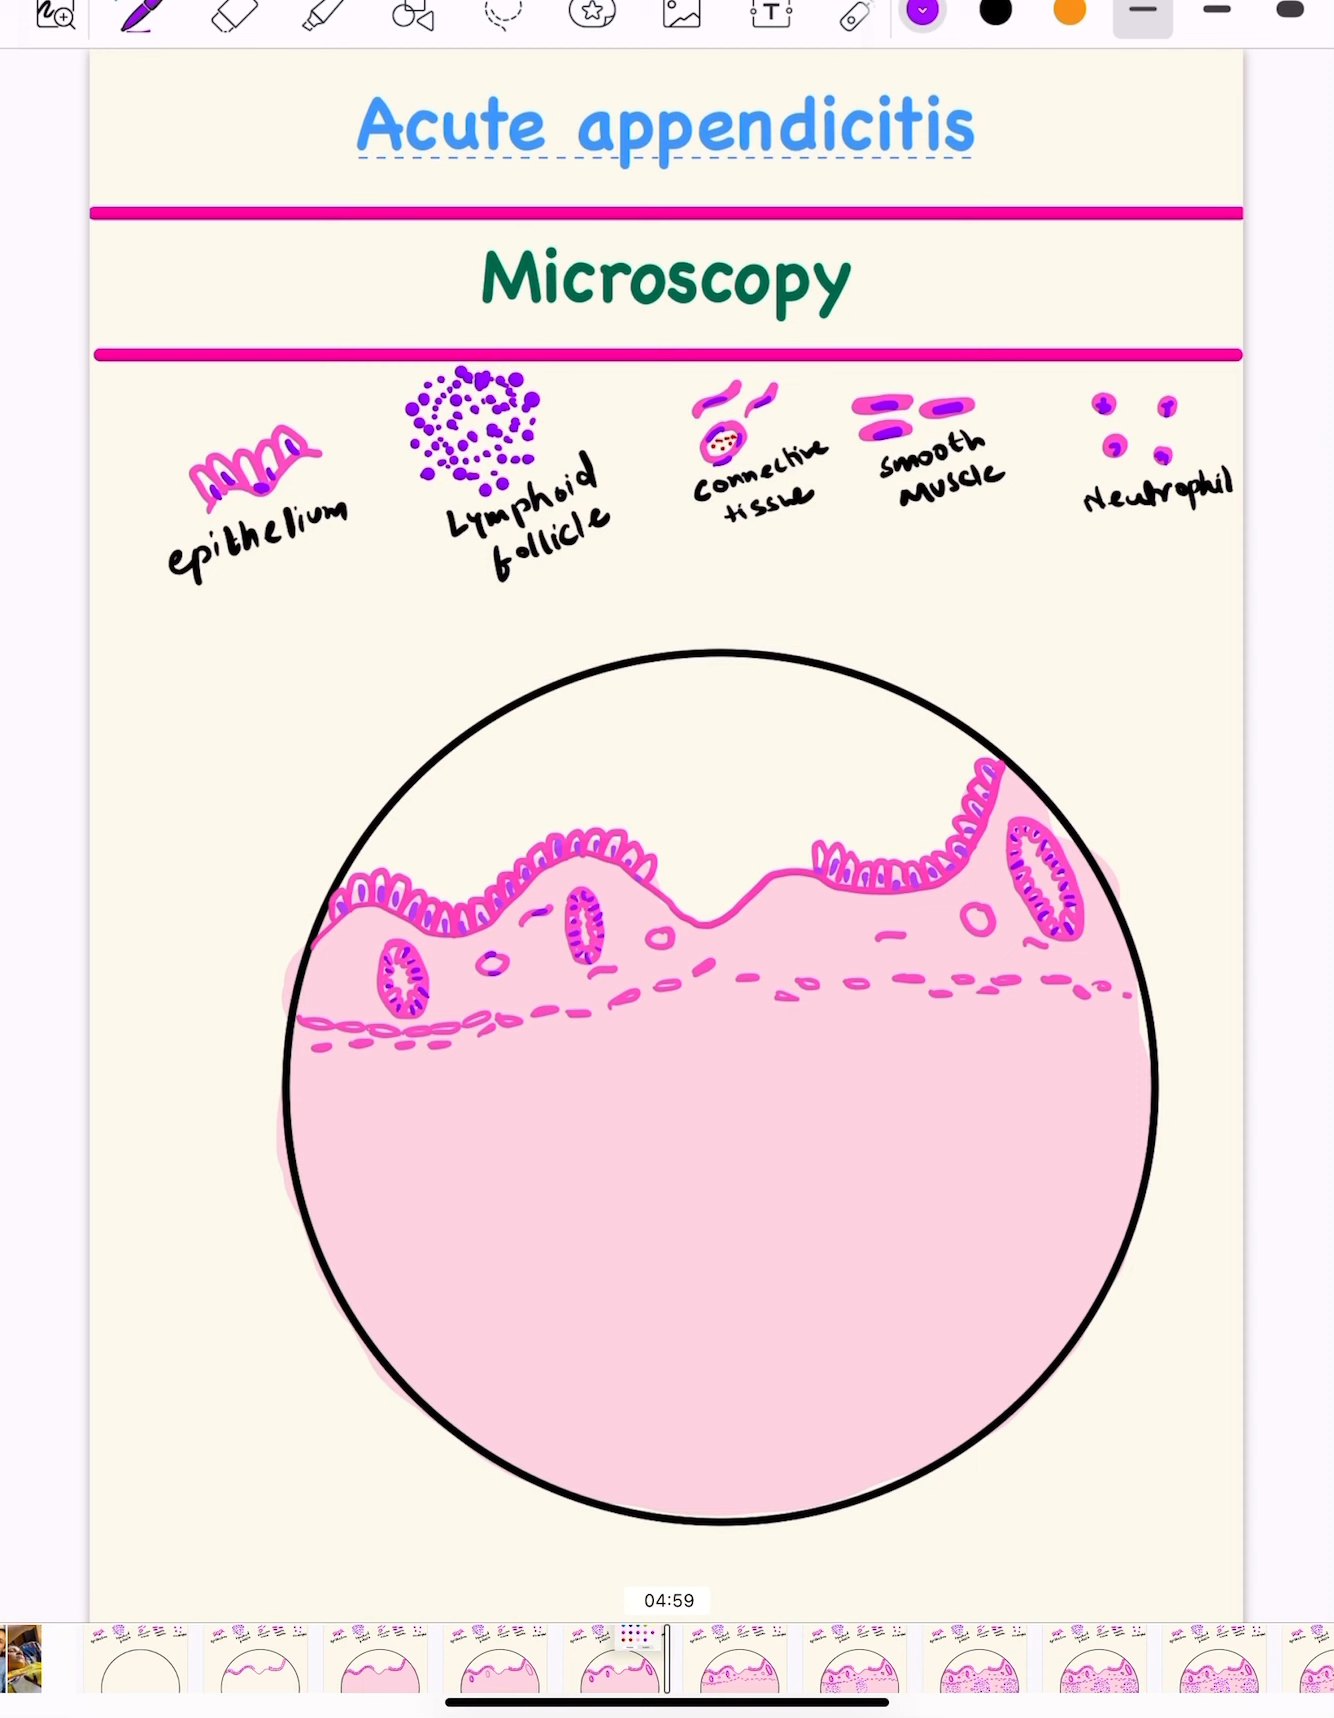 T
Acute appendicitis
Microscopy
epithelium
Lymphoid
follicle
connective
tissue
smooth
muscle
Neutrophil
04:59